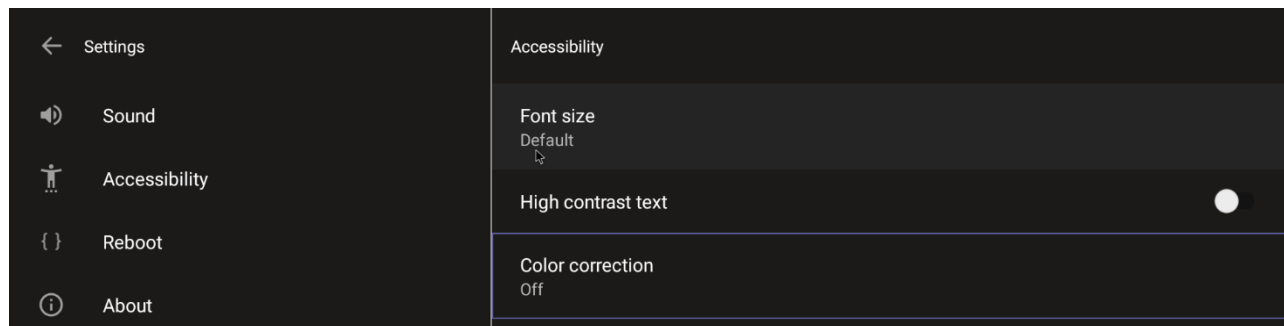 Settings
Sound
Accessibility
{ } Reboot
About
Accessibility
Font size
Default
High contrast text
Color correction
Off